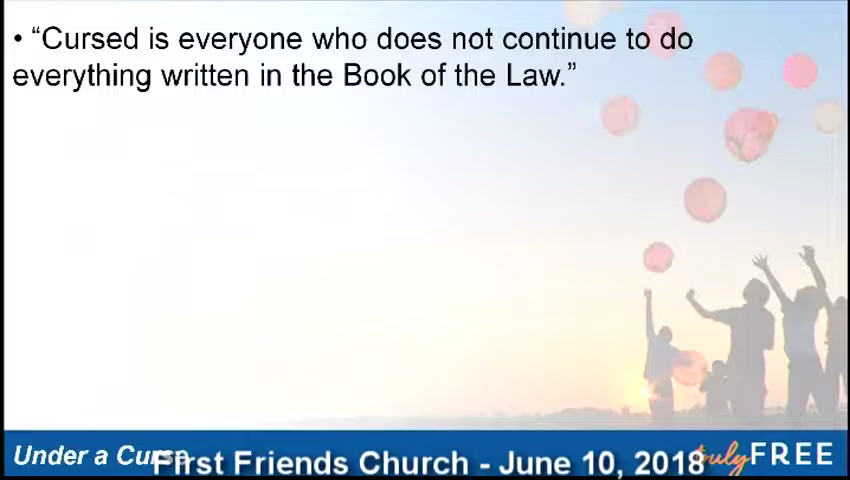 • “Cursed is everyone who does not continue to do
everything written in the Book of the Law.”
Under a Curse
First Friends Church - June 10, 2018
truly FREE